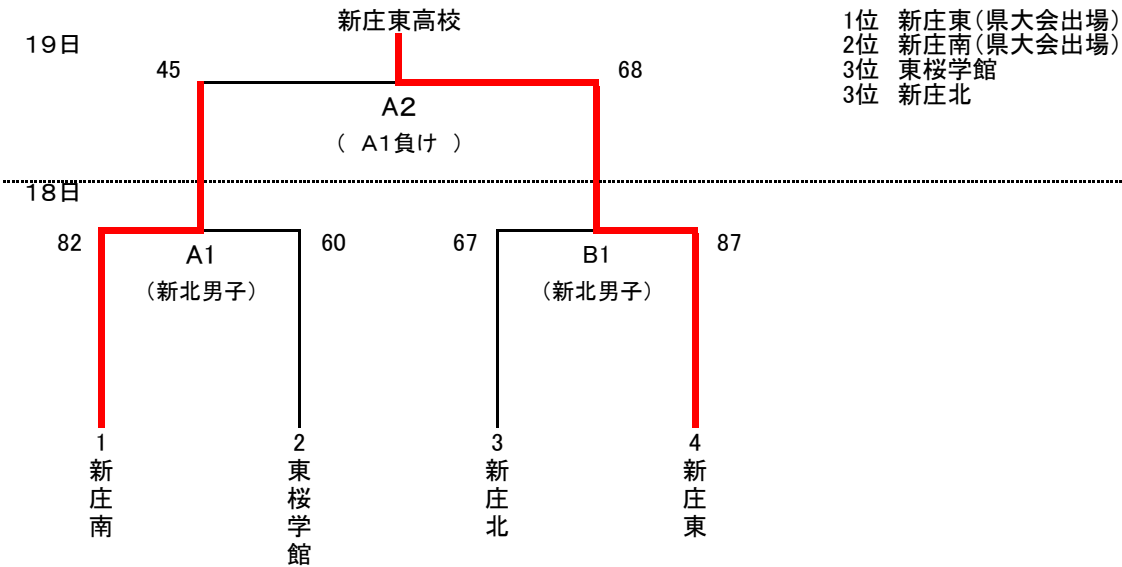 新庄東高校
19日
45
68
A2
（ A1負け ）
1位 新庄東(県大会出場)
2位 新庄南(県大会出場)
3位 東桜学館
3位 新庄北
18日
82
60
67
87
A1
（新北男子）
B1
（新北男子）
1
新庄南
2
東桜学館
3
新庄北
4
新庄東